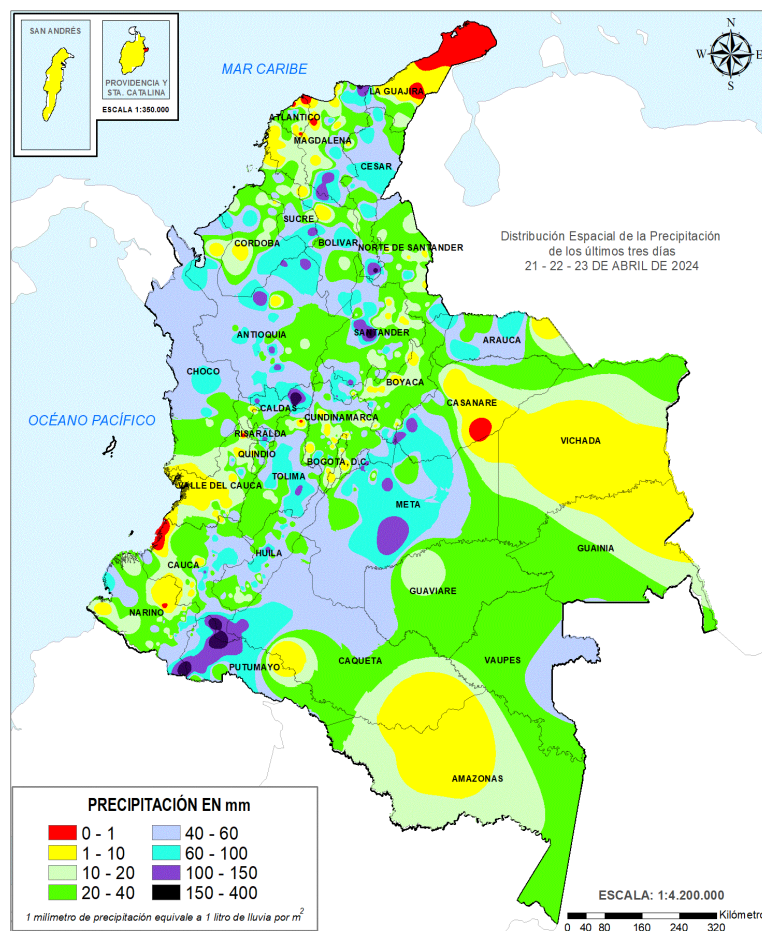 SAN ANDRÉS
PROVIDENCIA Y
STA. CATALINA
ESCALA 1:350.000
MAR CARIBE
N
W
E
S
LA GUAJIRA
ATLANTICO
MAGDALENA
CESAR
SUCRE
CORDOBA
BOLIVAR
NORTE DE SANTANDER
Distribución Espacial de la Precipitación
de los últimos tres días
21 - 22 - 23 DE ABRIL DE 2024
ANTIOQUIA
SANTANDER
ARAUCA
CHOCO
BOYACA
CASANARE
CALDAS
CUNDINAMARCA
OCÉANO PACÍFICO
RISARALDA
VICHADA
QUINDIO
BOGOTA, D.C.
TOLIMA
VALLE DEL CAUCA
META
GUAINIA
HUILA
CAUCA
GUAVIARE
NARIÑO
PUTUMAYO
CAQUETA
VAUPES
AMAZONAS
PRECIPITACIÓN EN mm
0 - 1
40 - 60
1 - 10
60 - 100
10 - 20
100 - 150
20 - 40
150 - 400
1 milímetro de precipitación equivale a 1 litro de lluvia por m2
ESCALA: 1:4.200.000
Kilómetro
0 40 80 160 240 320